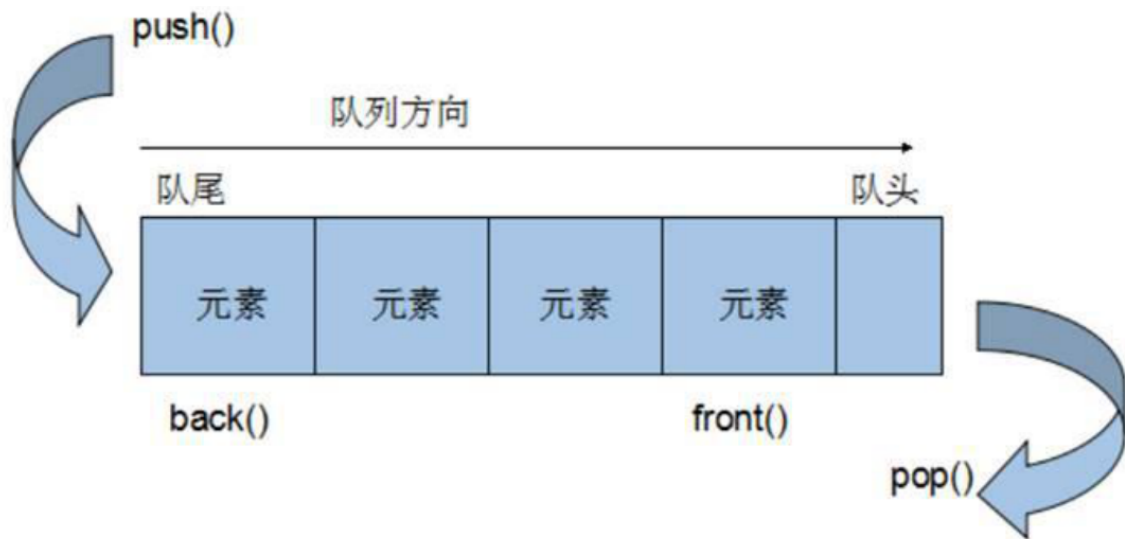 push()
队列方向
队尾 队头
元素 元素 元素 元素
back() front()
pop()